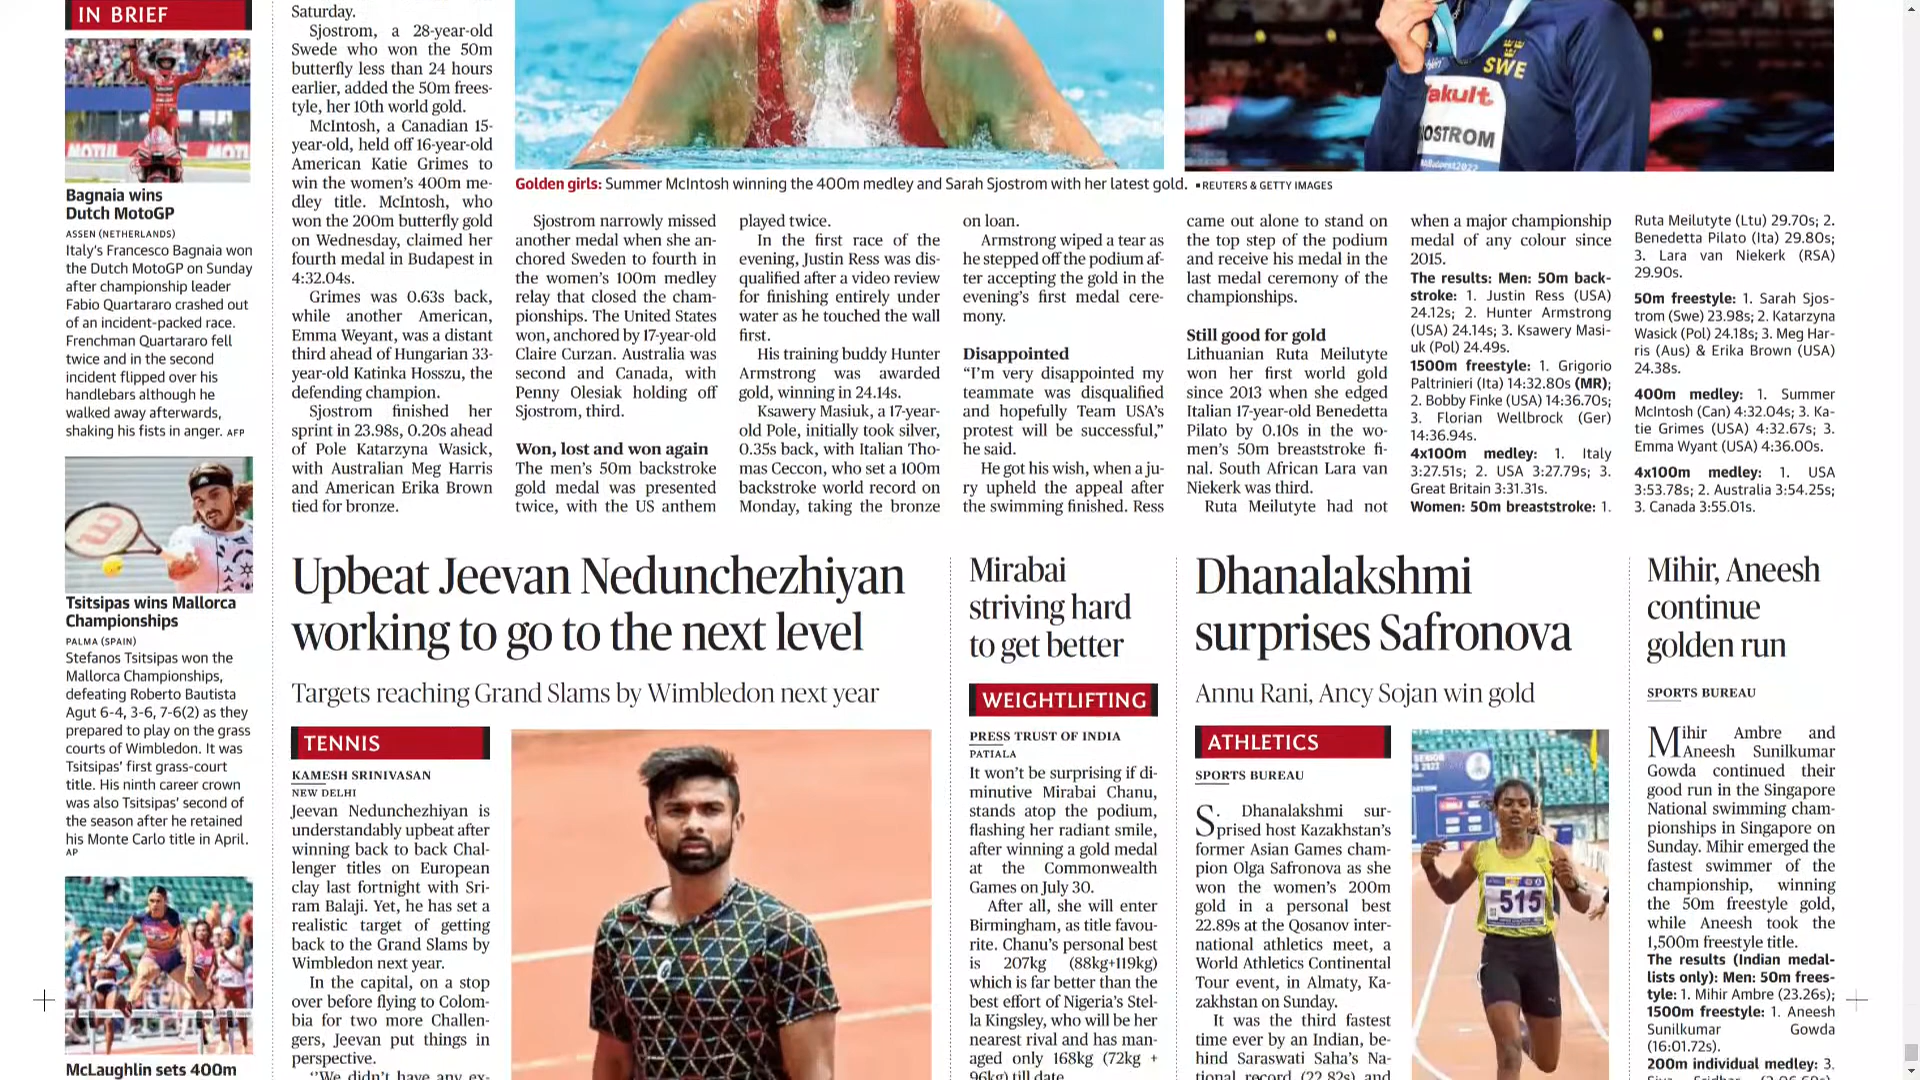 IN BRIEF
MOTUL
MOTUL
Bagnaia wins
Dutch MotoGP
ASSEN (NETHERLANDS)
Italy's Francesco Bagnaia won
the Dutch MotoGP on Sunday
after championship leader
Fabio Quartararo crashed out
of an incident-packed race.
Frenchman Quartararo fell
twice and in the second
incident flipped over his
handlebars although he
walked away afterwards,
shaking his fists in anger. AFP
Tsitsipas wins Mallorca
Championships
PALMA (SPAIN)
Stefanos Tsitsipas won the
Mallorca Championships,
defeating Roberto Bautista
Agut 6-4, 3-6, 7-6(2) as they
prepared to play on the grass
courts of Wimbledon. It was
Tsitsipas' first grass-court
title. His ninth career crown
was also Tsitsipas' second of
the season after he retained
his Monte Carlo title in April.
AP
McLaughlin sets 400m
Saturday.
Sjostrom, a 28-year-old
Swede who won the 50m
butterfly less than 24 hours
earlier, added the 50m frees-
tyle, her 10th world gold.
McIntosh, a Canadian 15-
year-old, held off 16-year-old
American Katie Grimes to
win the women's 400m me-
dley title. McIntosh, who
won the 200m butterfly gold
on Wednesday, claimed her
fourth medal in Budapest in
4:32.04s.
Grimes was 0.63s back,
while another American,
Emma Weyant, was a distant
third ahead of Hungarian 33-
year-old Katinka Hosszu, the
defending champion.
Sjostrom finished her
sprint in 23.98s, 0.20s ahead
of Pole Katarzyna Wasick,
with Australian Meg Harris
and American Erika Brown
tied for bronze.
SWE
akult
OSTROM
Golden girls: Summer McIntosh winning the 400m medley and Sarah Sjostrom with her latest gold. ▪ REUTERS & GETTY IMAGES
Sjostrom narrowly missed
another medal when she an-
chored Sweden to fourth in
the women's 100m medley
relay that closed the cham-
pionships. The United States
won, anchored by 17-year-old
Claire Curzan. Australia was
second and Canada, with
Penny Olesiak holding off
Sjostrom, third.
Won, lost and won again
The men's 50m backstroke
gold medal was presented
twice, with the US anthem
played twice.
In the first race of the
evening, Justin Ress was dis-
qualified after a video review
for finishing entirely under
water as he touched the wall
first.
His training buddy Hunter
Armstrong was awarded
gold, winning in 24.14s.
Ksawery Masiuk, a 17-year-
old Pole, initially took silver,
0.35s back, with Italian Tho-
mas Ceccon, who set a 100m
backstroke world record on
Monday, taking the bronze
on loan.
Armstrong wiped a tear as
he stepped off the podium af-
ter accepting the gold in the
evening's first medal cere-
mony.
Disappointed
"I'm very disappointed my
teammate was disqualified
and hopefully Team USA's
protest will be successful,"
he said.
He got his wish, when a ju-
ry upheld the appeal after
the swimming finished. Ress
came out alone to stand on
the top step of the podium
and receive his medal in the
last medal ceremony of the
championships.
Still good for gold
Lithuanian Ruta Meilutyte
won her first world gold
since 2013 when she edged
Italian 17-year-old Benedetta
Pilato by 0.10s in the wo-
men's 50m breaststroke fi-
nal. South African Lara van
Niekerk was third.
Ruta Meilutyte had not
when a major championship
medal of any colour since
2015.
The results: Men: 50m back-
stroke: 1. Justin Ress (USA)
24.12s; 2. Hunter Armstrong
(USA) 24.14s; 3. Ksawery Masi-
uk (Pol) 24.49s.
1500m freestyle: 1. Grigorio
Paltrinieri (Ita) 14:32.80s (MR);
2. Bobby Finke (USA) 14:36.70s;
3. Florian Wellbrock (Ger)
14:36.94s.
4x100m medley: 1. Italy
3:27.51s; 2. USA 3:27.79s; 3.
Great Britain 3:31.31s.
Women: 50m breaststroke: 1.
Ruta Meilutyte (Ltu) 29.70s; 2.
Benedetta Pilato (Ita) 29.80s;
3. Lara van Niekerk (RSA)
29.90s.
50m freestyle: 1. Sarah Sjos-
trom (Swe) 23.98s; 2. Katarzyna
Wasick (Pol) 24.18s; 3. Meg Har-
ris (Aus) & Erika Brown (USA)
24.38s.
400m medley: 1. Summer
McIntosh (Can) 4:32.04s; 3. Ka-
tie Grimes (USA) 4:32.67s; 3.
Emma Wyant (USA) 4:36.00s.
4x100m medley: 1. USA
3:53.78s; 2. Australia 3:54.25s;
3. Canada 3:55.01s.
Upbeat Jeevan Nedunchezhiyan
working to go to the next level
Targets reaching Grand Slams by Wimbledon next year
TENNIS
KAMESH SRINIVASAN
NEW DELHI
Jeevan Nedunchezhiyan is
understandably upbeat after
winning back to back Chal-
lenger titles on European
clay last fortnight with Sri-
ram Balaji. Yet, he has set a
realistic target of getting
back to the Grand Slams by
Wimbledon next year.
In the capital, on a stop
over before flying to Colom-
bia for two more Challen-
gers, Jeevan put things in
perspective.
"We didn't have any ex-
Mirabai
striving hard
to get better
WEIGHTLIFTING
PRESS TRUST OF INDIA
PATIALA
It won't be surprising if di-
minutive Mirabai Chanu,
stands atop the podium,
flashing her radiant smile,
after winning a gold medal
at the Commonwealth
Games on July 30.
After all, she will enter
Birmingham, as title favou-
rite. Chanu's personal best
is 207kg (88kg+119kg)
which is far better than the
best effort of Nigeria's Stel-
la Kingsley, who will be her
nearest rival and has man-
aged only 168kg (72kg +
96kg) till date.
Dhanalakshmi
surprises Safronova
Annu Rani, Ancy Sojan win gold
ATHLETICS
SPORTS BUREAU
S. Dhanalakshmi sur-
prised host Kazakhstan's
former Asian Games cham-
pion Olga Safronova as she
won the women's 200m
gold in a personal best
22.89s at the Qosanov inter-
national athletics meet, a
World Athletics Continental
Tour event, in Almaty, Ka-
zakhstan on Sunday.
It was the third fastest
time ever by an Indian, be-
hind Saraswati Saha's Na-
tional record (22.82s) and
515
Mihir, Aneesh
continue
golden run
SPORTS BUREAU
Mihir Ambre and
Aneesh Sunilkumar
Gowda continued their
good run in the Singapore
National swimming cham-
pionships in Singapore on
Sunday. Mihir emerged the
fastest swimmer of the
championship, winning
the 50m freestyle gold,
while Aneesh took the
1,500m freestyle title.
The results (Indian medal-
lists only): Men: 50m frees-
tyle: 1. Mihir Ambre (23.26s);
1500m freestyle: 1. Aneesh
Sunilkumar Gowda
(16:01.72s).
200m individual medley: 3.